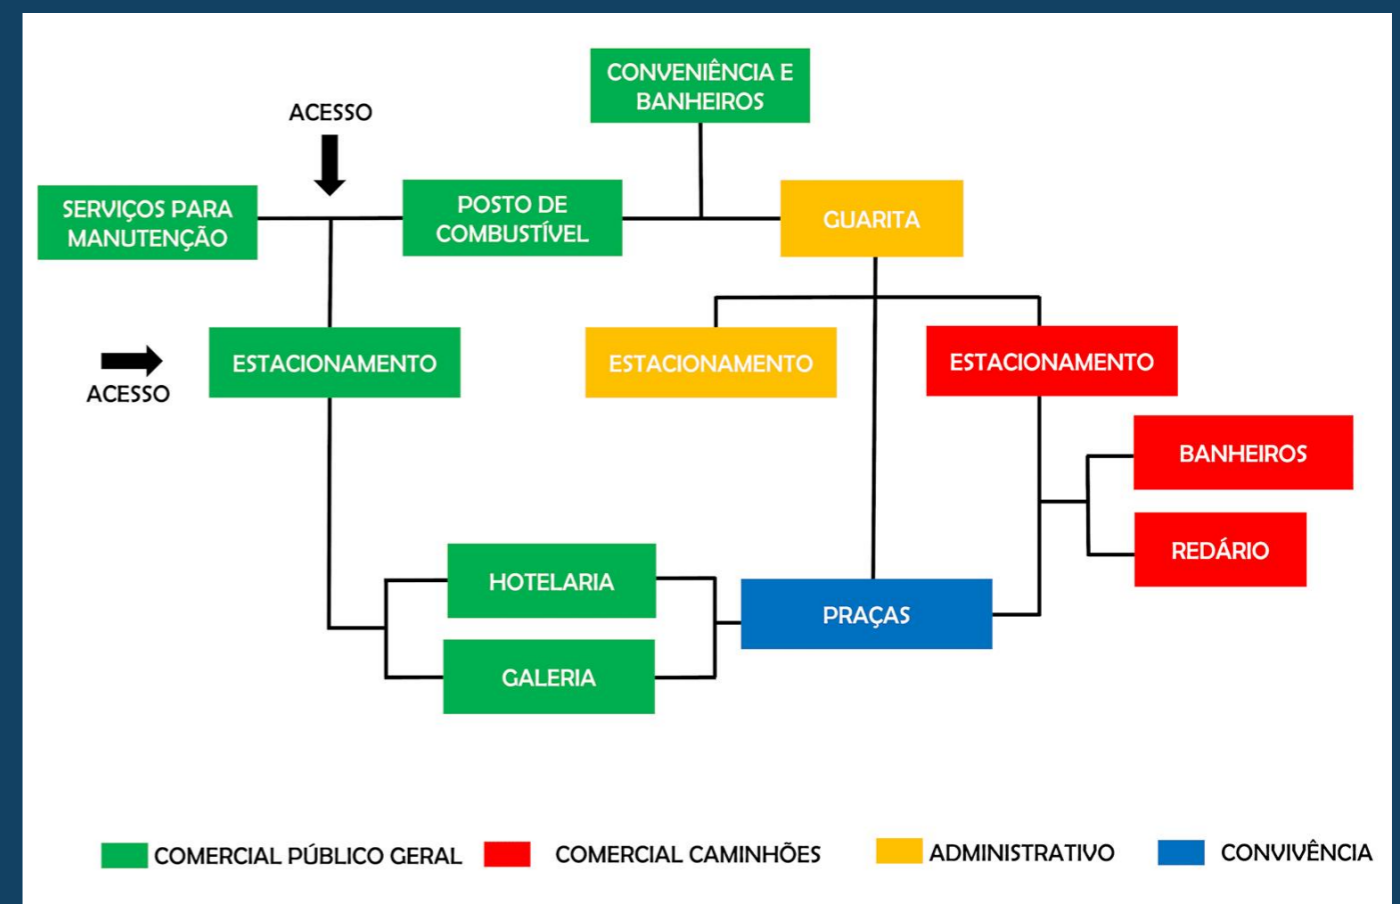 CONVENIÊNCIA E
BANHEIROS
ACESSO
SERVIÇOS PARA
MANUTENÇÃO
POSTO DE
COMBUSTÍVEL
GUARITA
ESTACIONAMENTO
ESTACIONAMENTO
ESTACIONAMENTO
ACESSO
BANHEIROS
REDÁRIO
HOTELARIA
PRAÇAS
GALERIA
COMERCIAL PÚBLICO GERAL
COMERCIAL CAMINHÕES
ADMINISTRATIVO
CONVIVÊNCIA